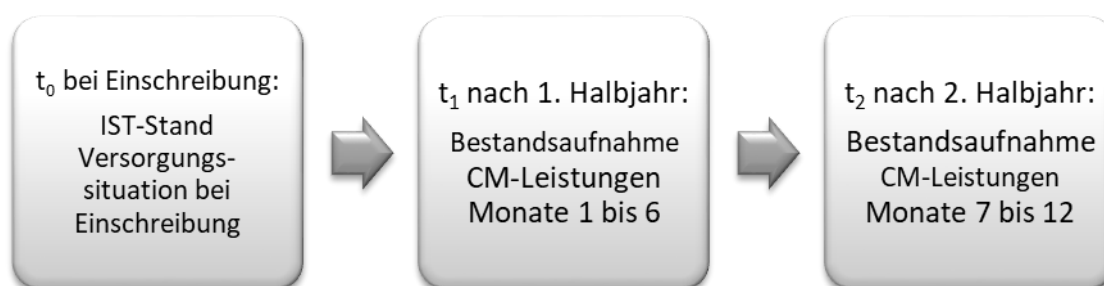 t₀ bei Einschreibung:
IST-Stand
Versorgungs-
situation bei
Einschreibung
t₁ nach 1. Halbjahr:
Bestandsaufnahme
CM-Leistungen
Monate 1 bis 6
t₂ nach 2. Halbjahr:
Bestandsaufnahme
CM-Leistungen
Monate 7 bis 12